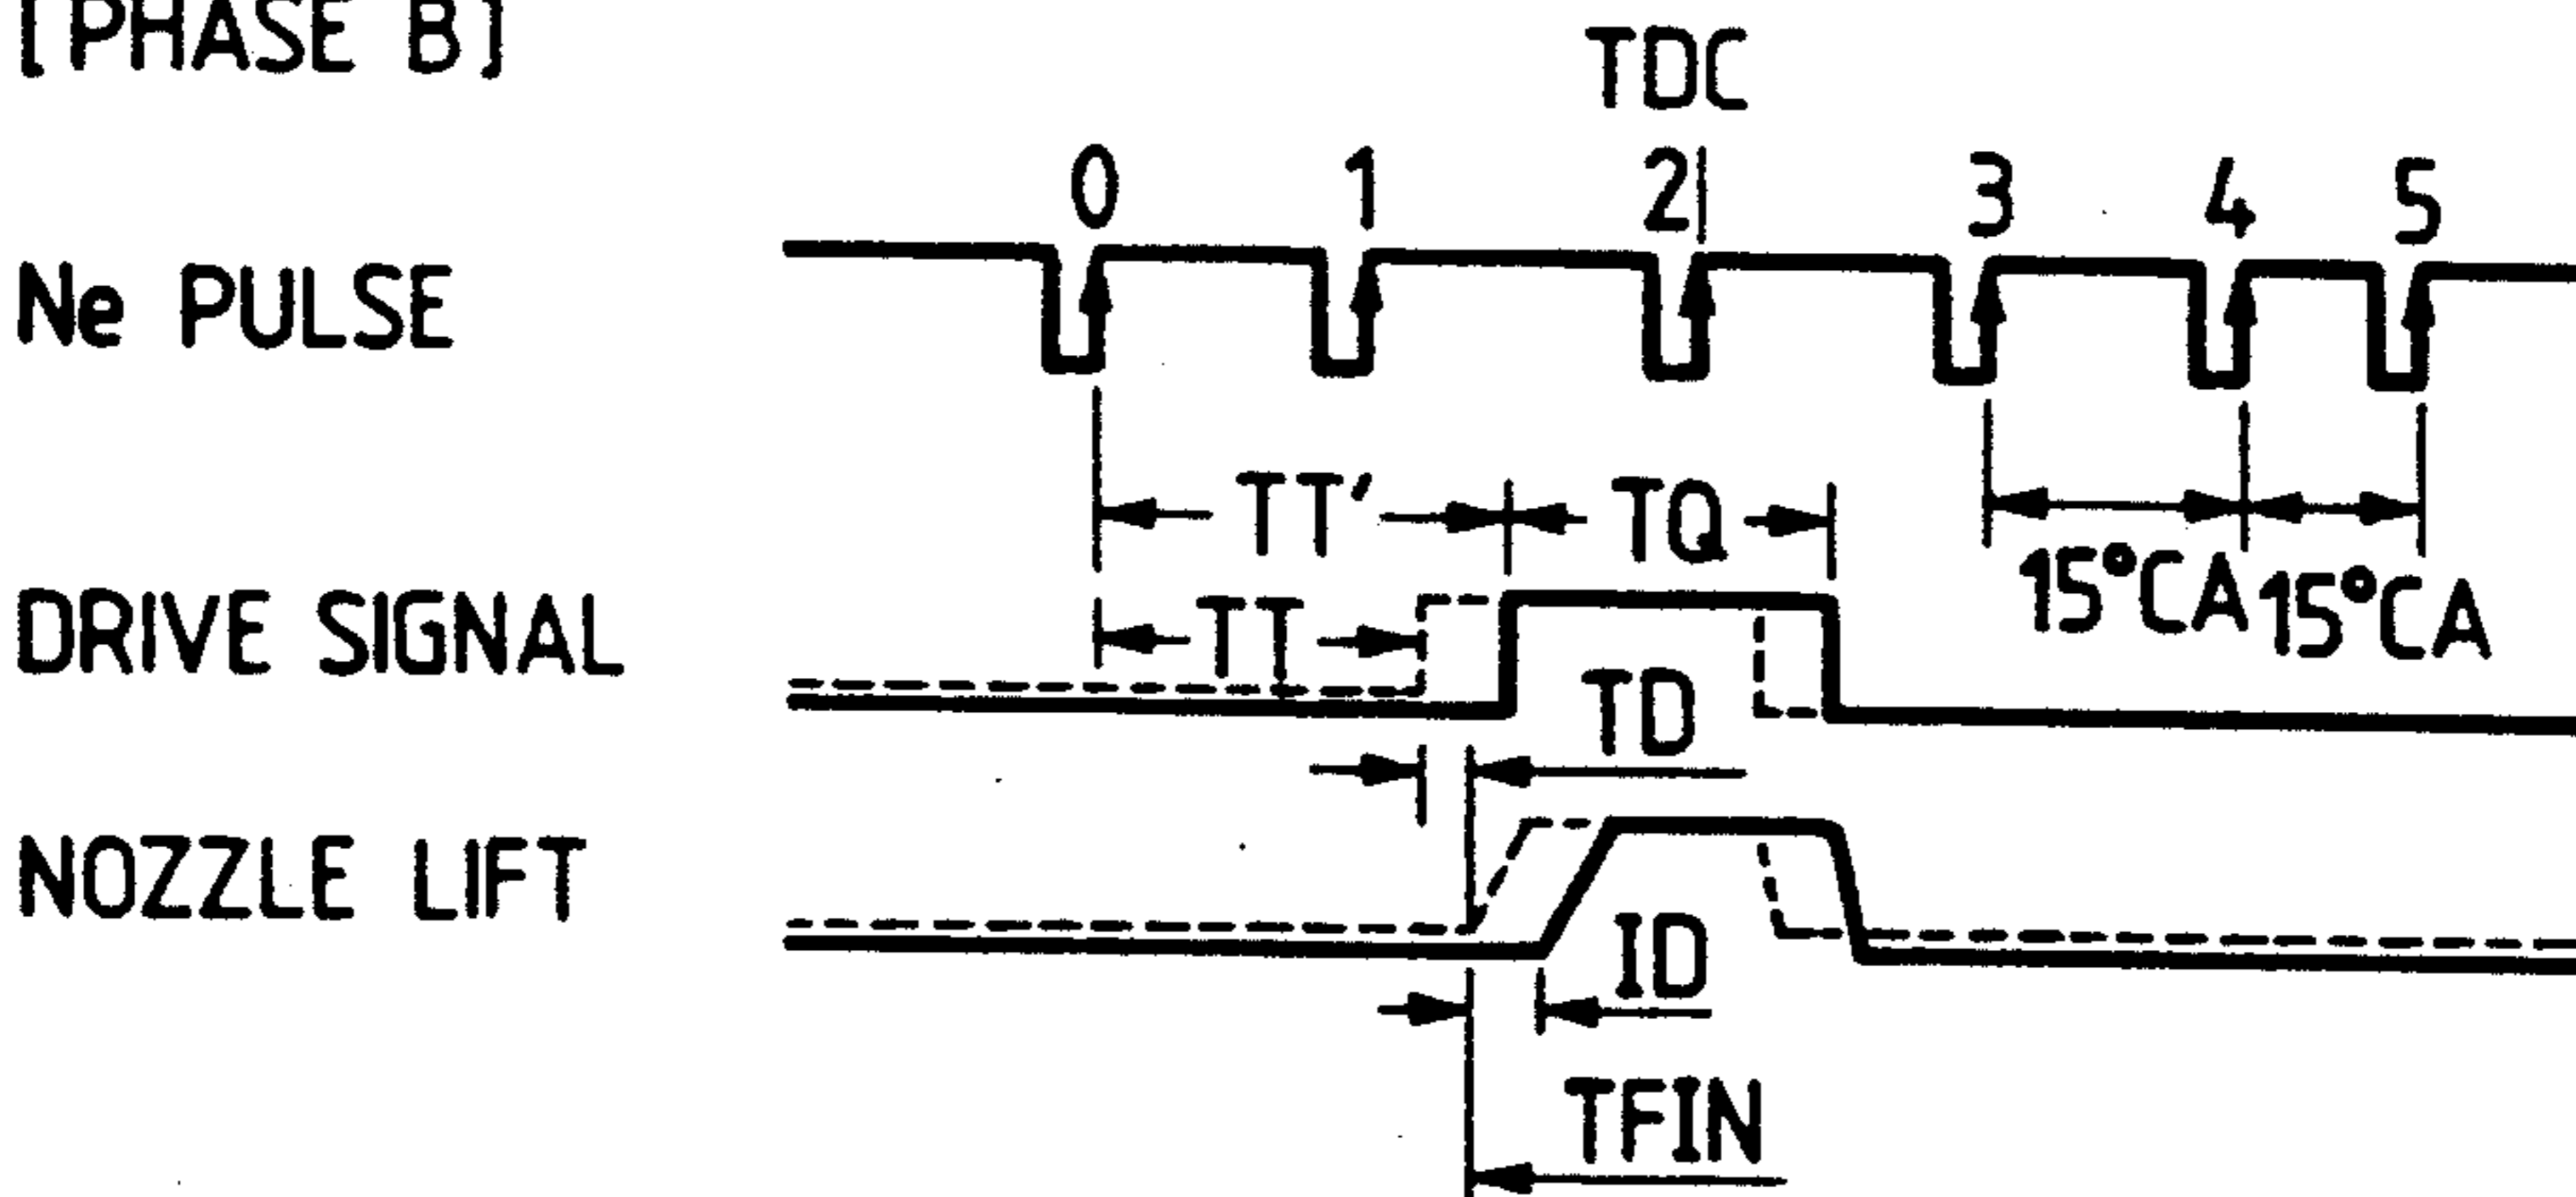 [PHASE B]
TDC
0 1 2 3 4 5
Ne PULSE
TT' TQ
15°CA 15°CA
DRIVE SIGNAL
TT
TD
NOZZLE LIFT
ID
TFIN